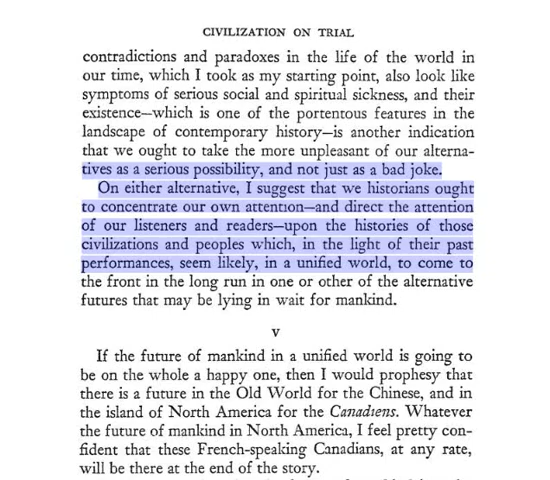 CIVILIZATION ON TRIAL
contradictions and paradoxes in the life of the world in
our time, which I took as my starting point, also look like
symptoms of serious social and spiritual sickness, and their
existence—which is one of the portentous features in the
landscape of contemporary history—is another indication
that we ought to take the more unpleasant of our alterna-
tives as a serious possibility, and not just as a bad joke.
On either alternative, I suggest that we historians ought
to concentrate our own attention—and direct the attention
of our listeners and readers—upon the histories of those
civilizations and peoples which, in the light of their past
performances, seem likely, in a unified world, to come to
the front in the long run in one or other of the alternative
futures that may be lying in wait for mankind.
V
If the future of mankind in a unified world is going to
be on the whole a happy one, then I would prophesy that
there is a future in the Old World for the Chinese, and in
the island of North America for the Canadiens. Whatever
the future of mankind in North America, I feel pretty con-
fident that these French-speaking Canadians, at any rate,
will be there at the end of the story.